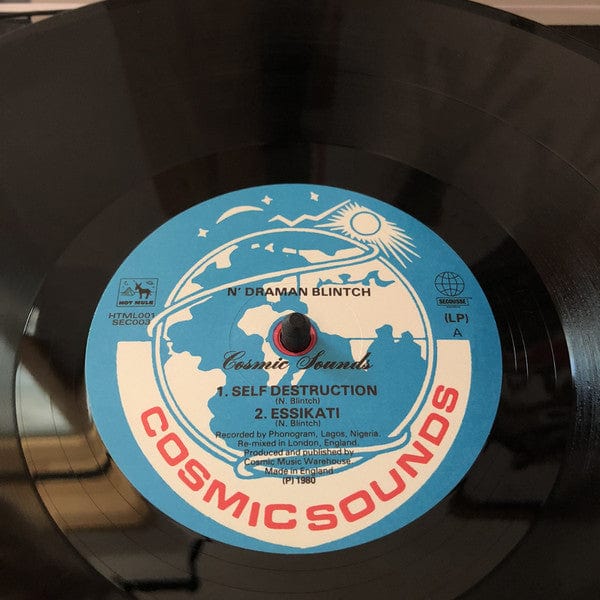 N' DRAMAN BLINTCH
HOT MULE
HTML001
SEC003
SECOUSSE
(LP)
A
Cosmic Sounds
1. SELF DESTRUCTION
(N. Blintch)
2. ESSIKATI
(N. Blintch)
Recorded by Phonogram, Lagos, Nigeria.
Re-mixed in London, England.
Produced and published by
Cosmic Music Warehouse.
Made in England
(P) 1980
COSMIC SOUNDS